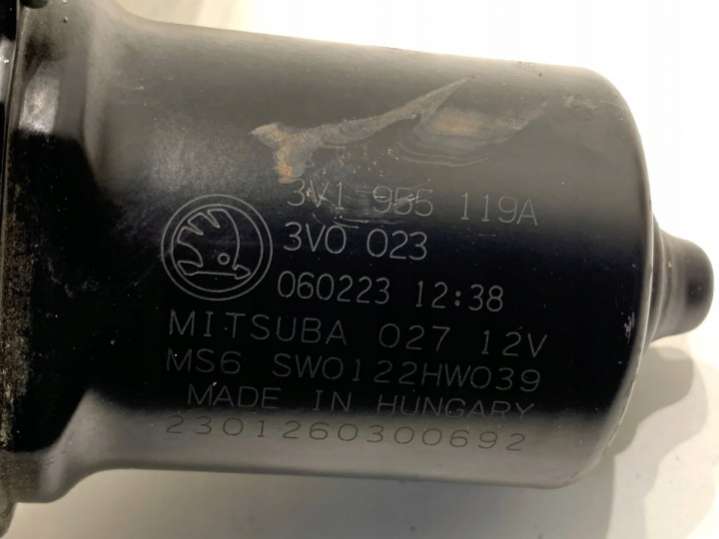 3V1 955 119A
3V0 023
060223 12:38
MITSUBA 027 12V
MS6 SW0122HW039
MADE IN HUNGARY
2301260300692